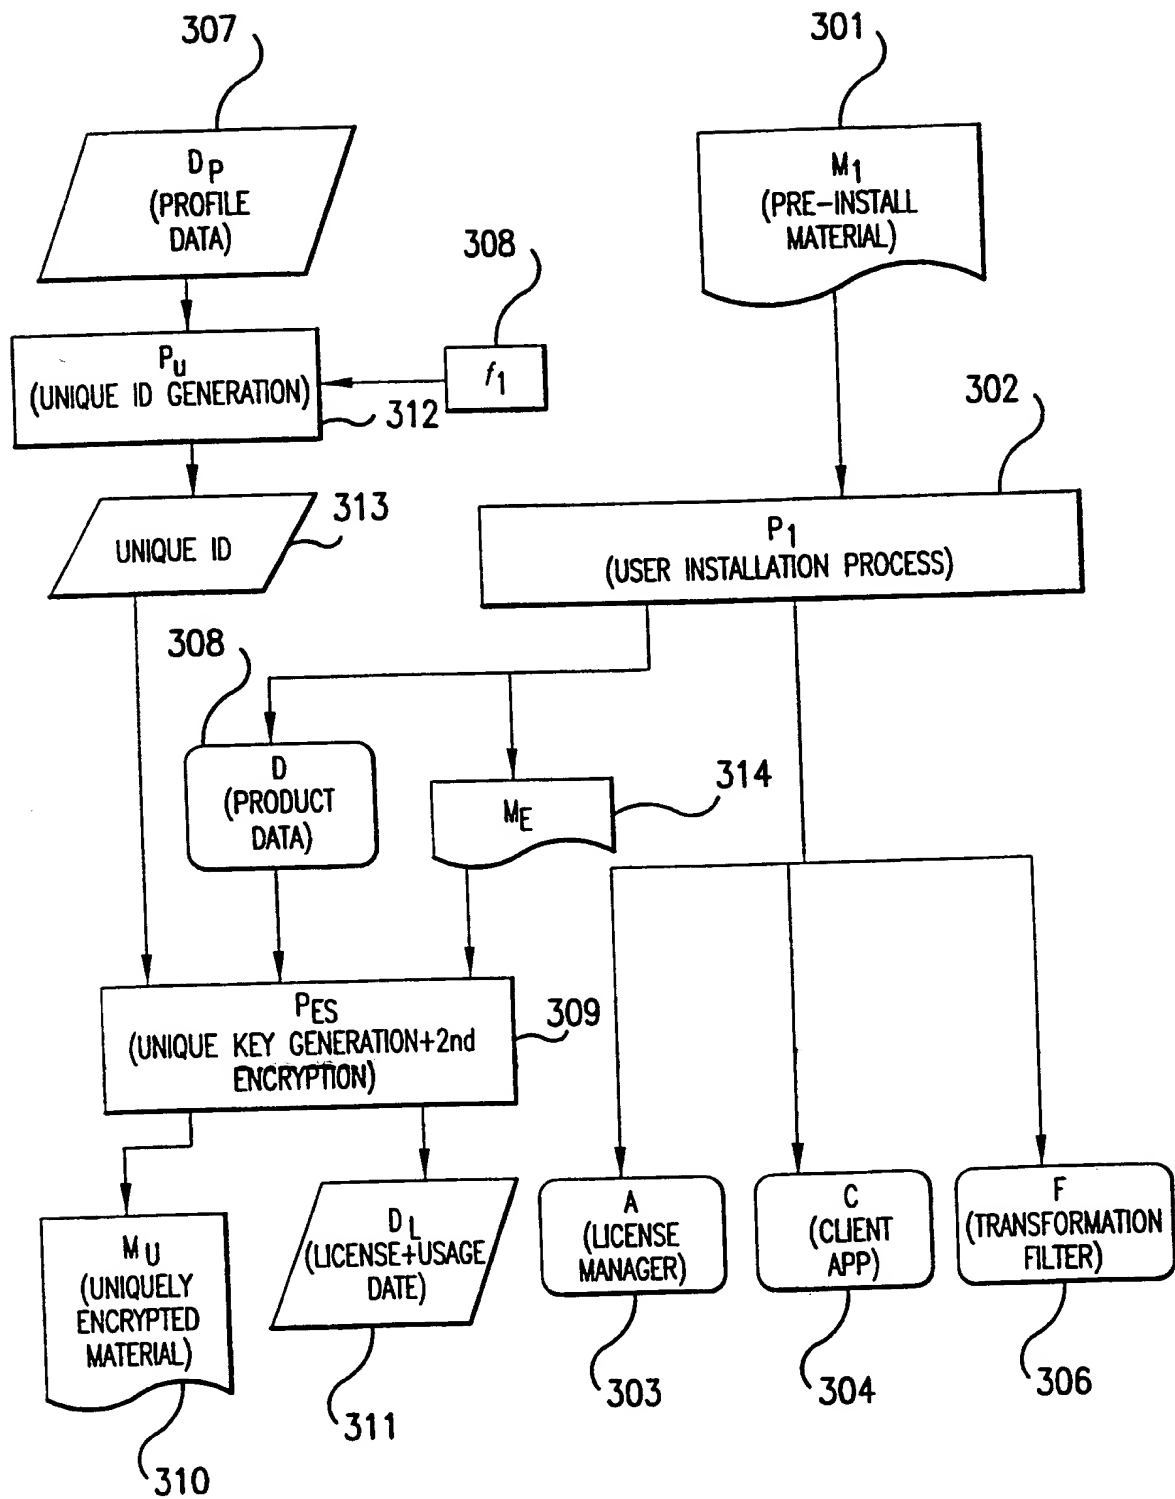 307
301
D P
(PROFILE
DATA)
M1
(PRE-INSTALL
MATERIAL)
308
PU
(UNIQUE ID GENERATION)
f1
312
302
313
UNIQUE ID
P1
(USER INSTALLATION PROCESS)
308
D
(PRODUCT
DATA)
ME
314
PES
(UNIQUE KEY GENERATION+2nd
ENCRYPTION)
309
MU
(UNIQUELY
ENCRYPTED
MATERIAL)
DL
(LICENSE+USAGE
DATE)
A
(LICENSE
MANAGER)
C
(CLIENT
APP)
F
(TRANSFORMATION
FILTER)
303
304
306
311
310